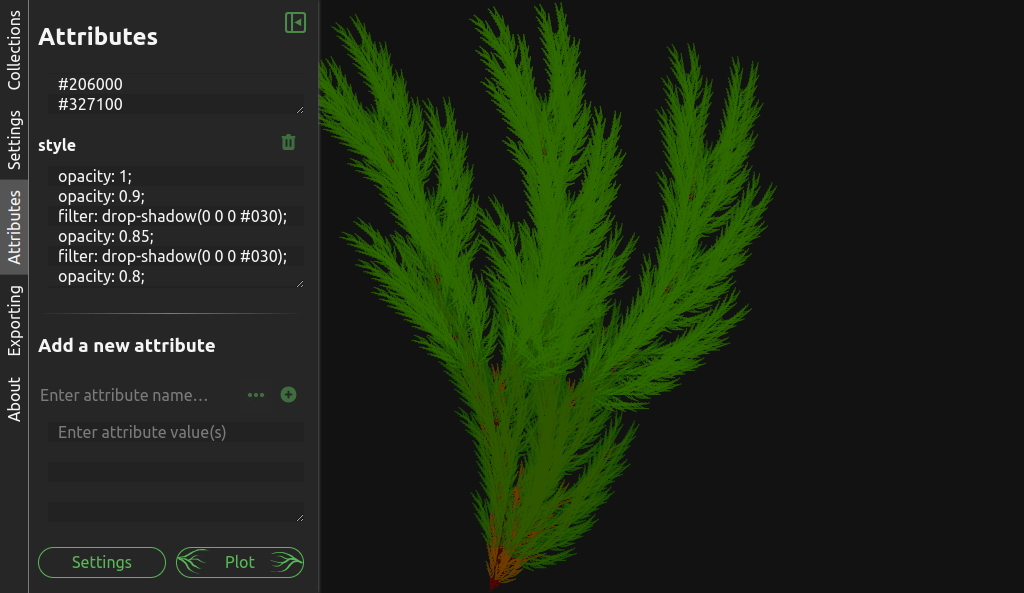 Collections
Settings
Attributes
Exporting
About
Attributes
#206000
#327100
style
opacity: 1;
opacity: 0.9;
filter: drop-shadow(0 0 0 #030);
opacity: 0.85;
filter: drop-shadow(0 0 0 #030);
opacity: 0.8;
Add a new attribute
Enter attribute name...
Enter attribute value(s)
Settings
Plot